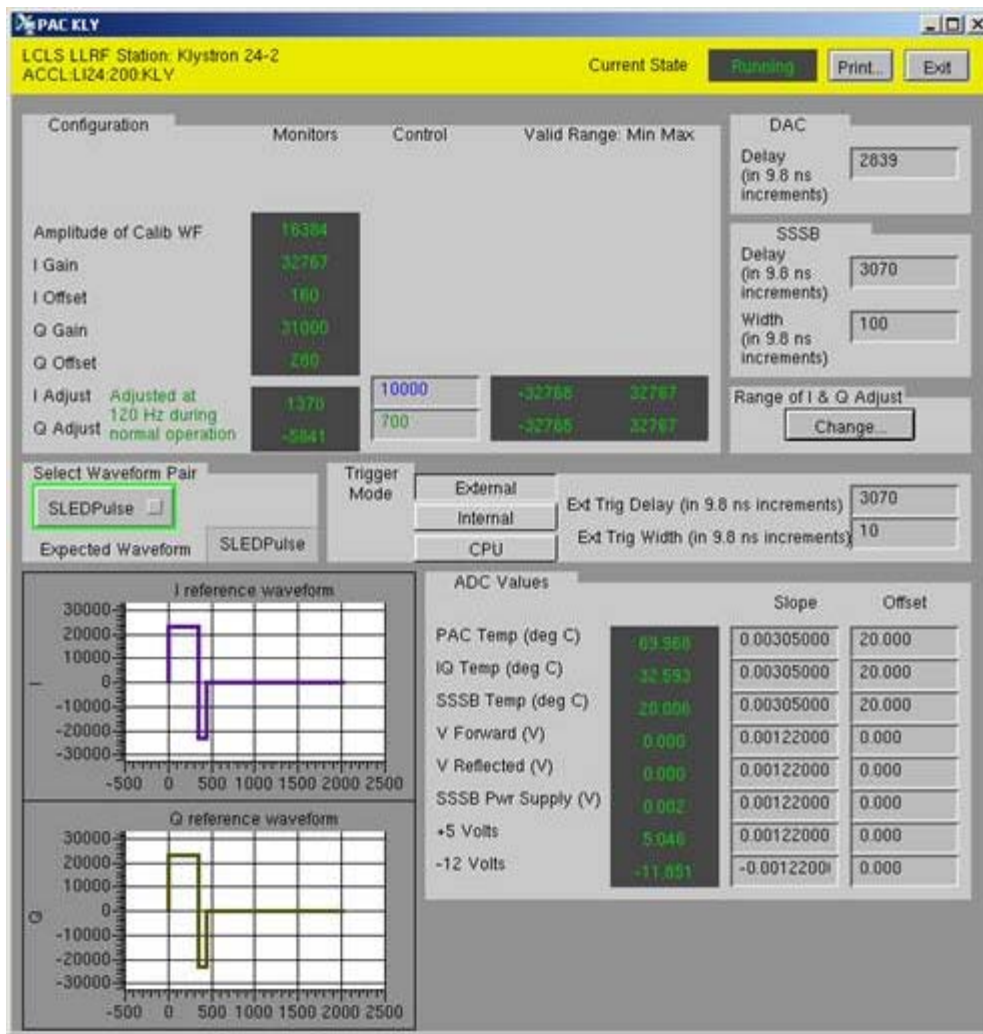 PAC KLY
LCLS LLRF Station: Klystron 24-2
ACCL:LI24:200:KLY
Current State Running Print... Exit
Configuration
Monitors Control Valid Range: Min Max
Amplitude of Calib WF 16384
I Gain 32767
I Offset 160
Q Gain 31000
Q Offset 280
I Adjust 1370 10000 -32768 32767
Q Adjust -5841 700 -32768 32767
Adjusted at
120 Hz during
normal operation
DAC
Delay
(in 9.8 ns
increments)
2839
SSSB
Delay
(in 9.8 ns
increments)
3070
Width
(in 9.8 ns
increments)
100
Range of I & Q Adjust
Change...
Select Waveform Pair
SLEDPulse
Expected Waveform SLEDPulse
Trigger
Mode
External
Internal
CPU
Ext Trig Delay (in 9.8 ns increments) 3070
Ext Trig Width (in 9.8 ns increments) 10
I reference waveform
30000
20000
10000
0
-10000
-20000
-30000
I
-500 0 500 1000 1500 2000 2500
Q reference waveform
30000
20000
10000
0
-10000
-20000
-30000
Q
-500 0 500 1000 1500 2000 2500
ADC Values
Slope Offset
PAC Temp (deg C) 69.968 0.00305000 20.000
IQ Temp (deg C) 32.593 0.00305000 20.000
SSSB Temp (deg C) 20.006 0.00305000 20.000
V Forward (V) 0.000 0.00122000 0.000
V Reflected (V) 0.000 0.00122000 0.000
SSSB Pwr Supply (V) 0.002 0.00122000 0.000
+5 Volts 5.046 0.00122000 0.000
-12 Volts -11.851 -0.0012200 0.000